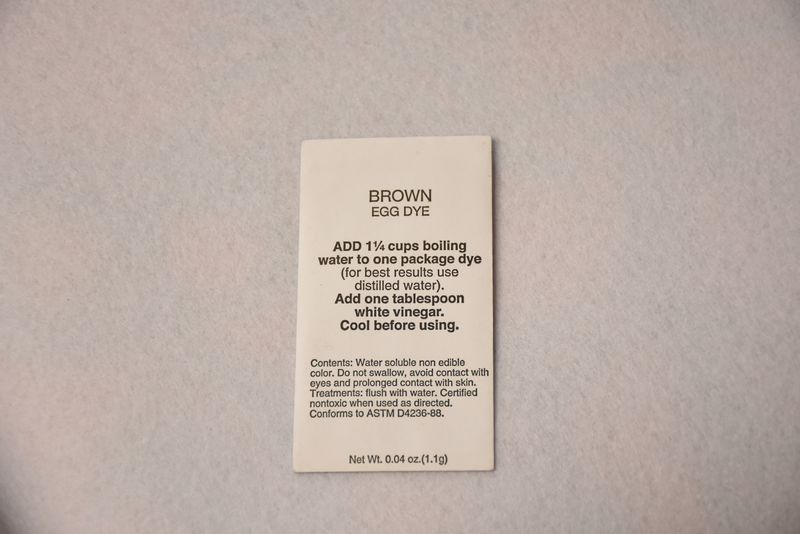 BROWN
EGG DYE
ADD 1¼ cups boiling
water to one package dye
(for best results use
distilled water).
Add one tablespoon
white vinegar.
Cool before using.
Contents: Water soluble non edible
color. Do not swallow, avoid contact with
eyes and prolonged contact with skin.
Treatments: flush with water. Certified
nontoxic when used as directed.
Conforms to ASTM D4236-88.
Net Wt. 0.04 oz.(1.1g)